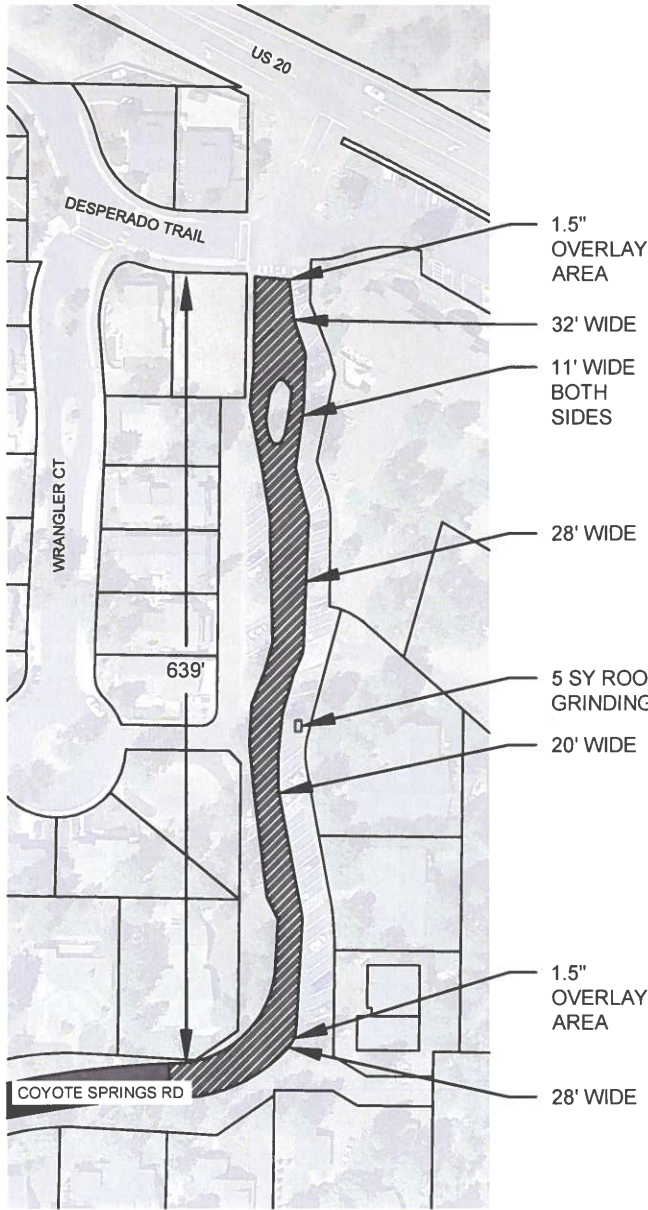 US 20
DESPERADO TRAIL
1.5"
OVERLAY
AREA
32' WIDE
11' WIDE
BOTH
SIDES
WRANGLER CT
28' WIDE
639'
5 SY ROO
GRINDING
20' WIDE
1.5"
OVERLAY
AREA
COYOTE SPRINGS RD
28' WIDE